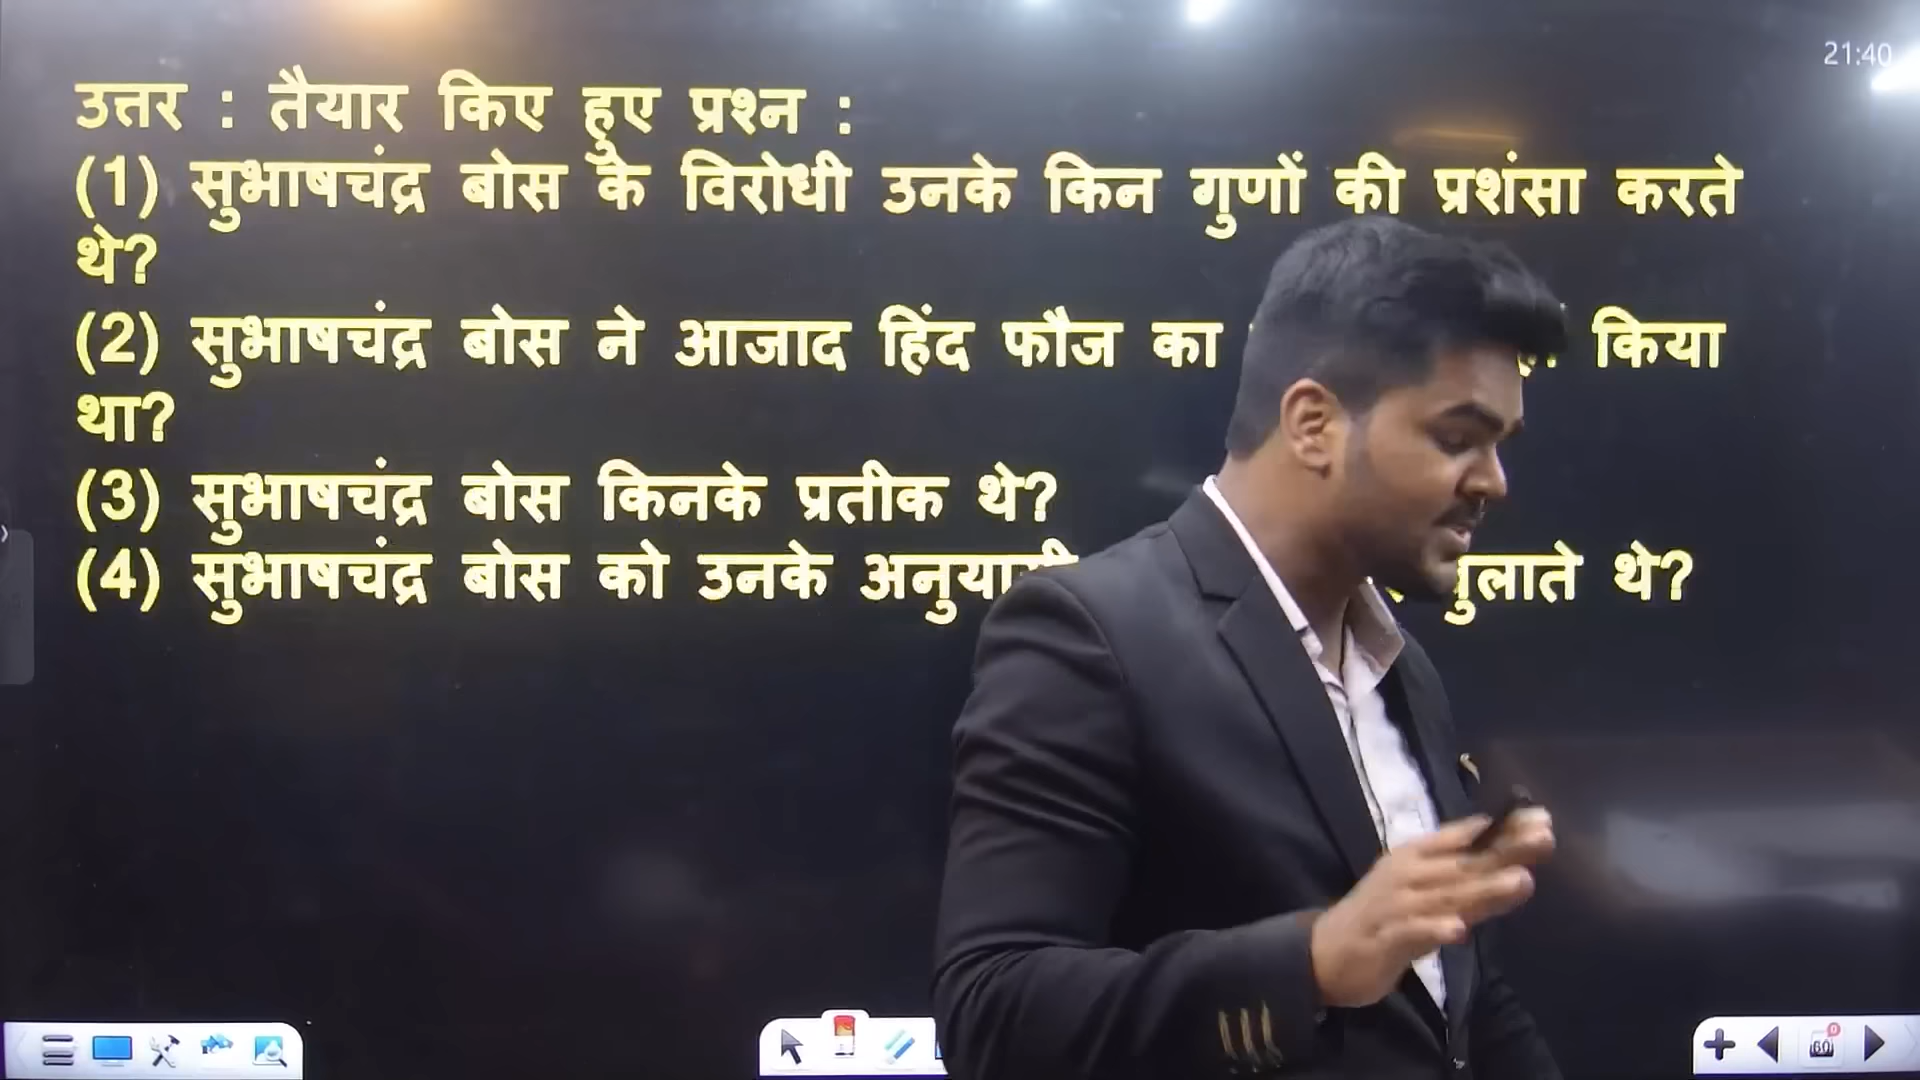 21:40
उत्तर : तैयार किए हुए प्रश्न :
(1) सुभाषचंद्र बोस के विरोधी उनके किन गुणों की प्रशंसा करते
थे?
(2) सुभाषचंद्र बोस ने आजाद हिंद फौज का किया
था?
(3) सुभाषचंद्र बोस किनके प्रतीक थे?
(4) सुभाषचंद्र बोस को उनके थे?
60